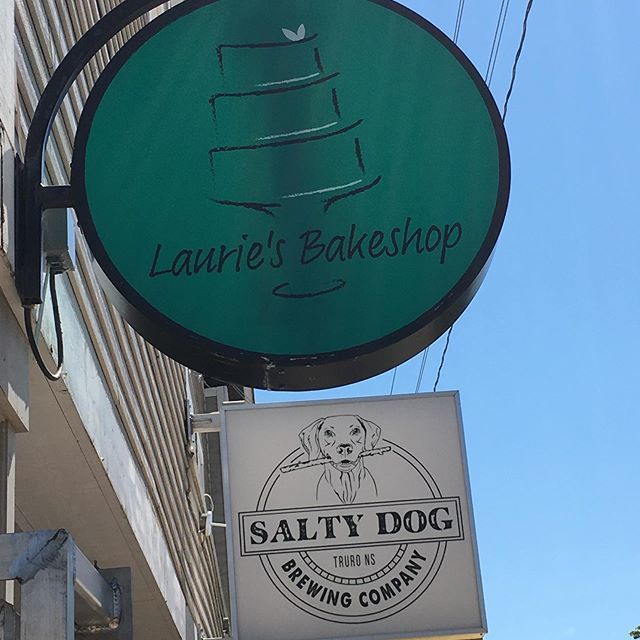 Laurie's Bakeshop
SALTY DOG
TRURO NS
BREWING COMPANY